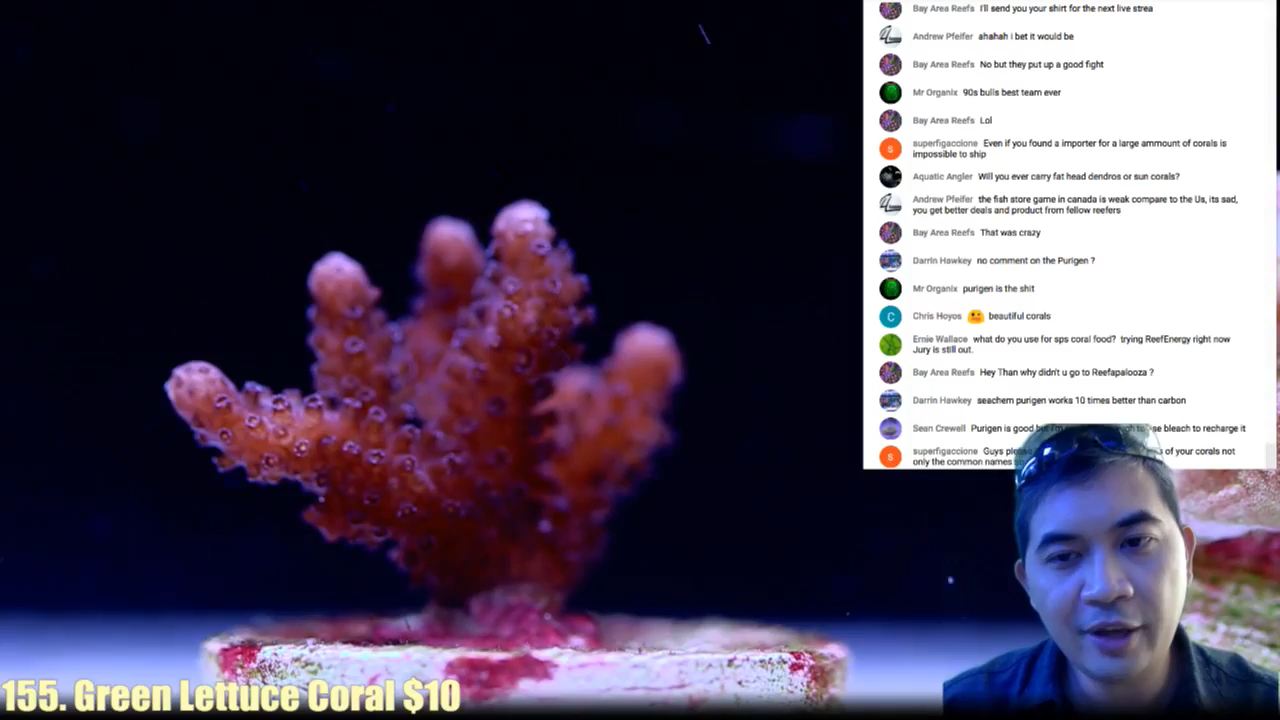 Bay Area Reefs I'll send you your shirt for the next live strea
Andrew Pfeifer ahahah i bet it would be
Bay Area Reefs No but they put up a good fight
Mr Organix 90s bulls best team ever
Bay Area Reefs Lol
superfigaccione Even if you found a importer for a large ammount of corals is
impossible to ship
Aquatic Angler Will you ever carry fat head dendros or sun corals?
Andrew Pfeifer the fish store game in canada is weak compare to the Us, its sad,
you get better deals and product from fellow reefers
Bay Area Reefs That was crazy
Darrin Hawkey no comment on the Purigen ?
Mr Organix purigen is the shit
C Chris Hoyos beautiful corals
Ernie Wallace what do you use for sps coral food? trying ReefEnergy right now
Jury is still out.
Bay Area Reefs Hey Than why didn't u go to Reefapalooza ?
Darrin Hawkey seachem purigen works 10 times better than carbon
Sean Crewell Purigen is good bleach to recharge it
s superfigaccione Guys of your corals not
only the common names
155. Green Lettuce Coral $10